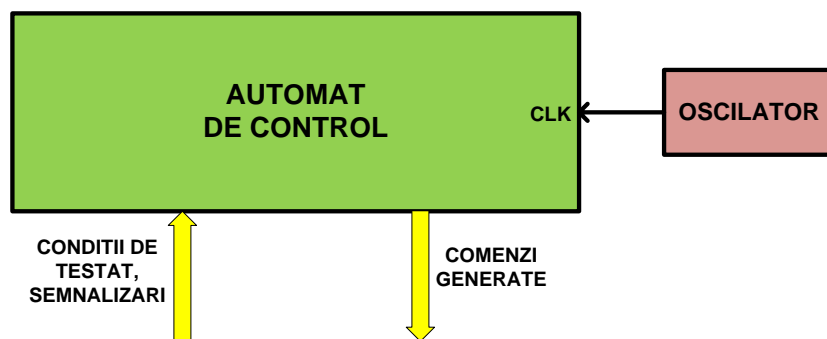 AUTOMAT
DE CONTROL
CLK
OSCILATOR
CONDITII DE
TESTAT,
SEMNALIZARI
COMENZI
GENERATE